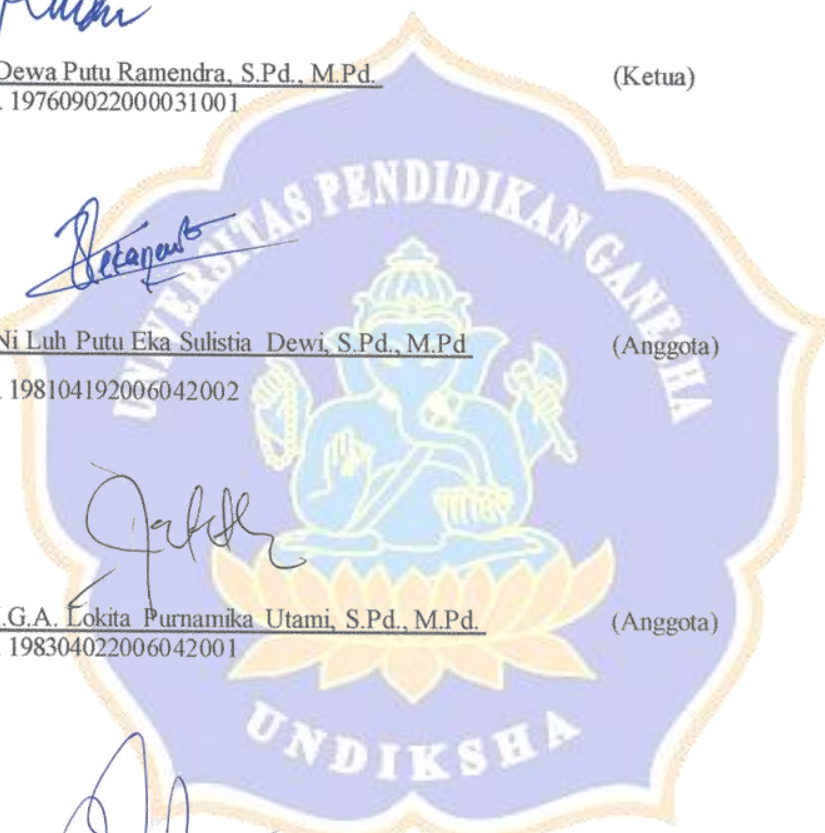 Dewa Putu Ramendra, S.Pd., M.Pd. (Ketua)
. 197609022000031001
UNIVERSITAS PENDIDIKAN GANESHA
Ni Luh Putu Eka Sulistia Dewi, S.Pd., M.Pd (Anggota)
. 198104192006042002
.G.A. Lokita Purnamika Utami, S.Pd., M.Pd. (Anggota)
. 198304022006042001
UNDIKSHA